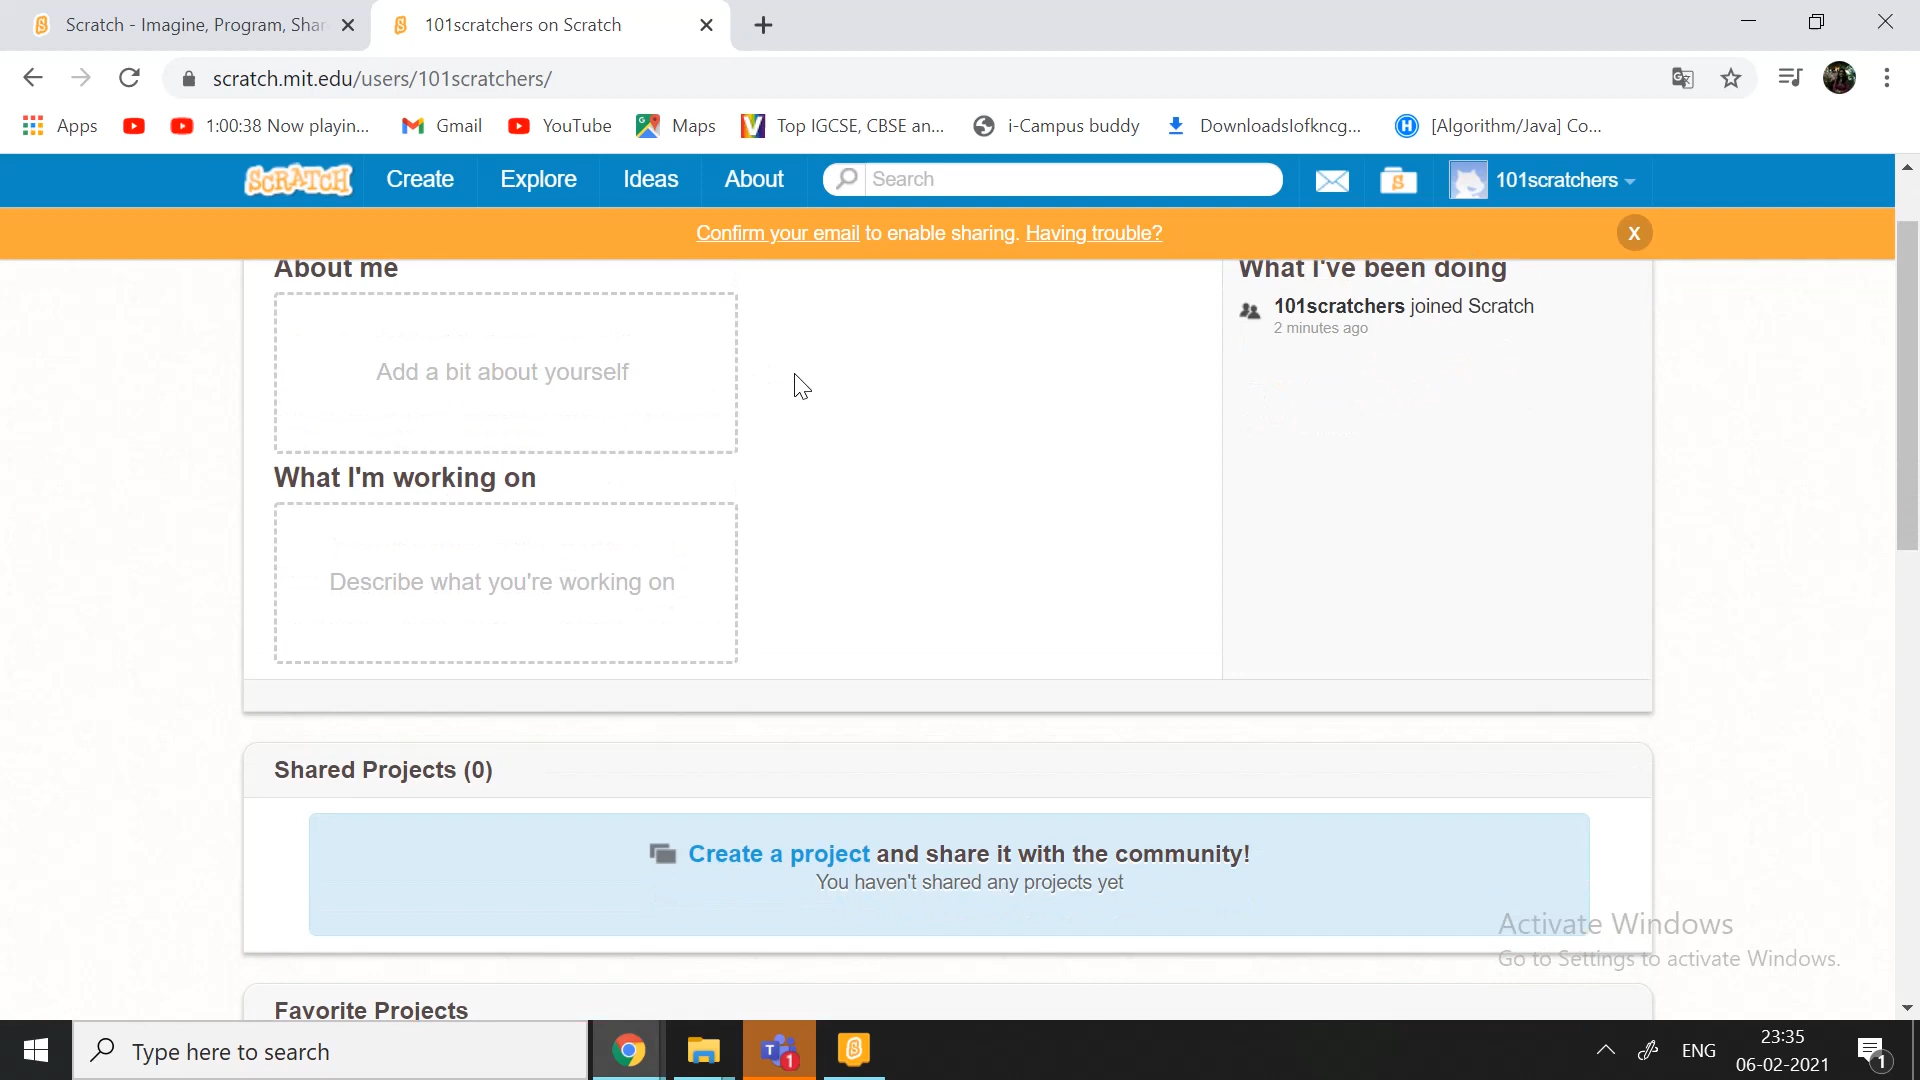 Scratch - Imagine, Program, Shar
101scratchers on Scratch
scratch.mit.edu/users/101scratchers/
Apps
1:00:38 Now playin...
Gmail
YouTube
Maps
Top IGCSE, CBSE an...
i-Campus buddy
Downloadslofkncg...
[Algorithm/Java] Co...
SCRATCH
Create
Explore
Ideas
About
Search
101scratchers
Confirm your email to enable sharing. Having trouble?
X
About me
What I've been doing
101scratchers joined Scratch
2 minutes ago
Add a bit about yourself
What I'm working on
Describe what you're working on
Shared Projects (0)
Create a project and share it with the community!
You haven't shared any projects yet
Activate Windows
Go to Settings to activate Windows.
Favorite Projects
Type here to search
1
ENG
23:35
06-02-2021
1